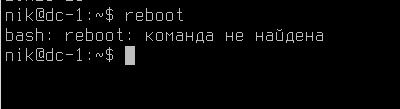 nik@dc-1:~$ reboot
bash: reboot: команда не найдена
nik@dc-1:~$